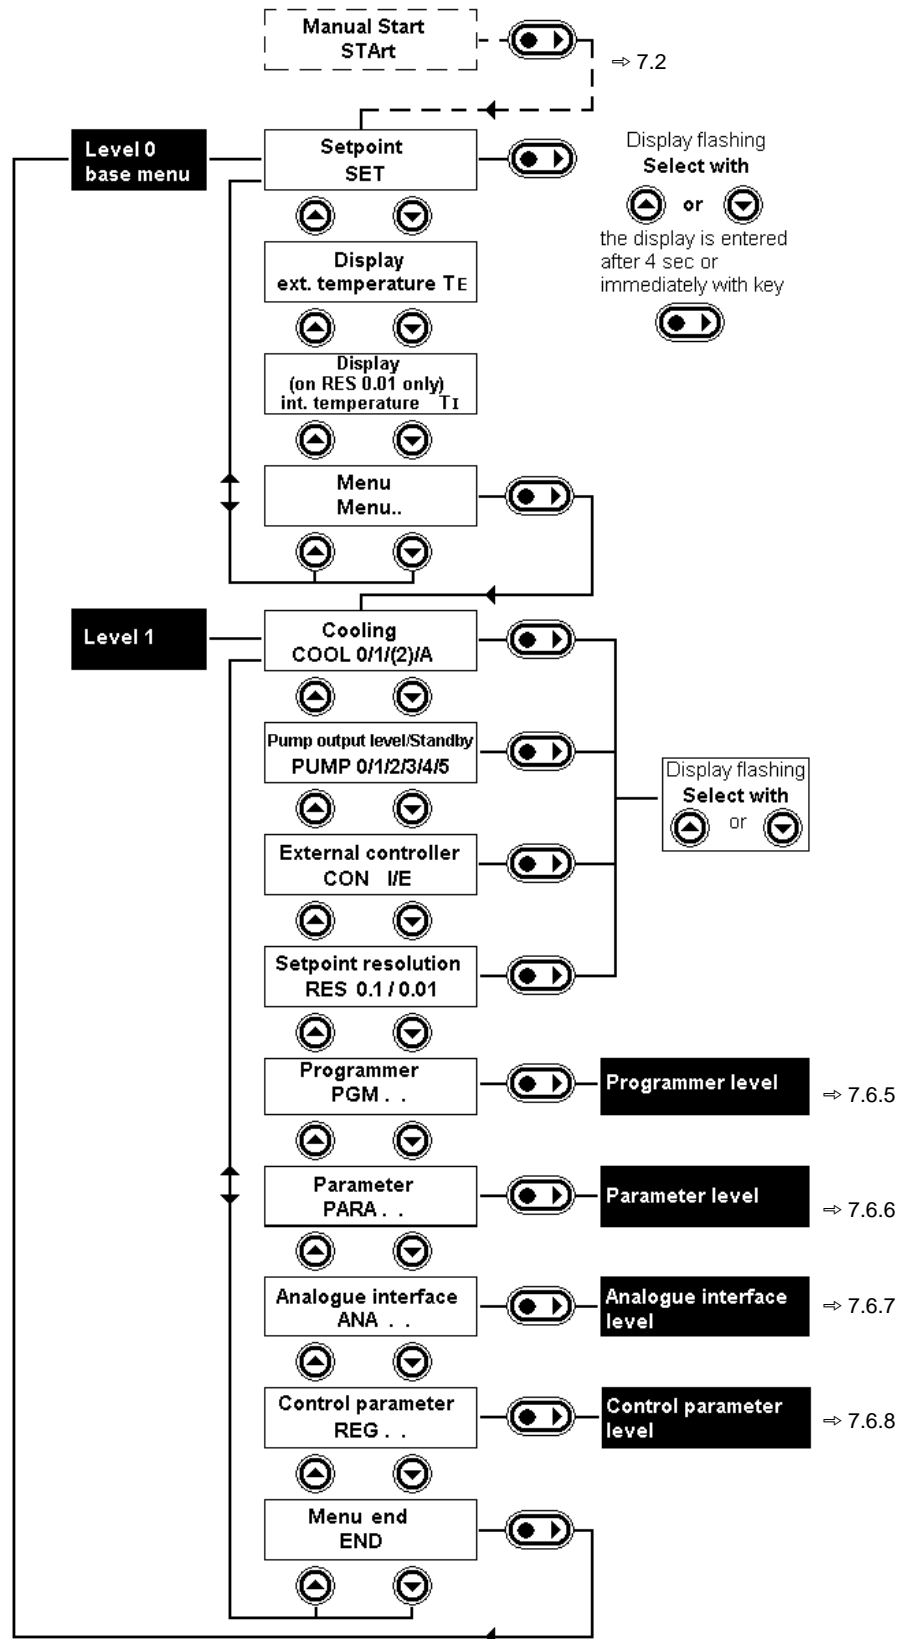 Manual Start
STArt
⇨ 7.2
Level 0
base menu
Setpoint
SET
Display flashing
Select with
or
the display is entered
after 4 sec or
immediately with key
Display
ext. temperature TE
Display
(on RES 0.01 only)
int. temperature TI
Menu
Menu..
Level 1
Cooling
COOL 0/1/(2)/A
Pump output level/Standby
PUMP 0/1/2/3/4/5
Display flashing
Select with
or
External controller
CON I/E
Setpoint resolution
RES 0.1 / 0.01
Programmer
PGM . .
Programmer level
⇨ 7.6.5
Parameter
PARA . .
Parameter level
⇨ 7.6.6
Analogue interface
ANA . .
Analogue interface
level
⇨ 7.6.7
Control parameter
REG . .
Control parameter
level
⇨ 7.6.8
Menu end
END